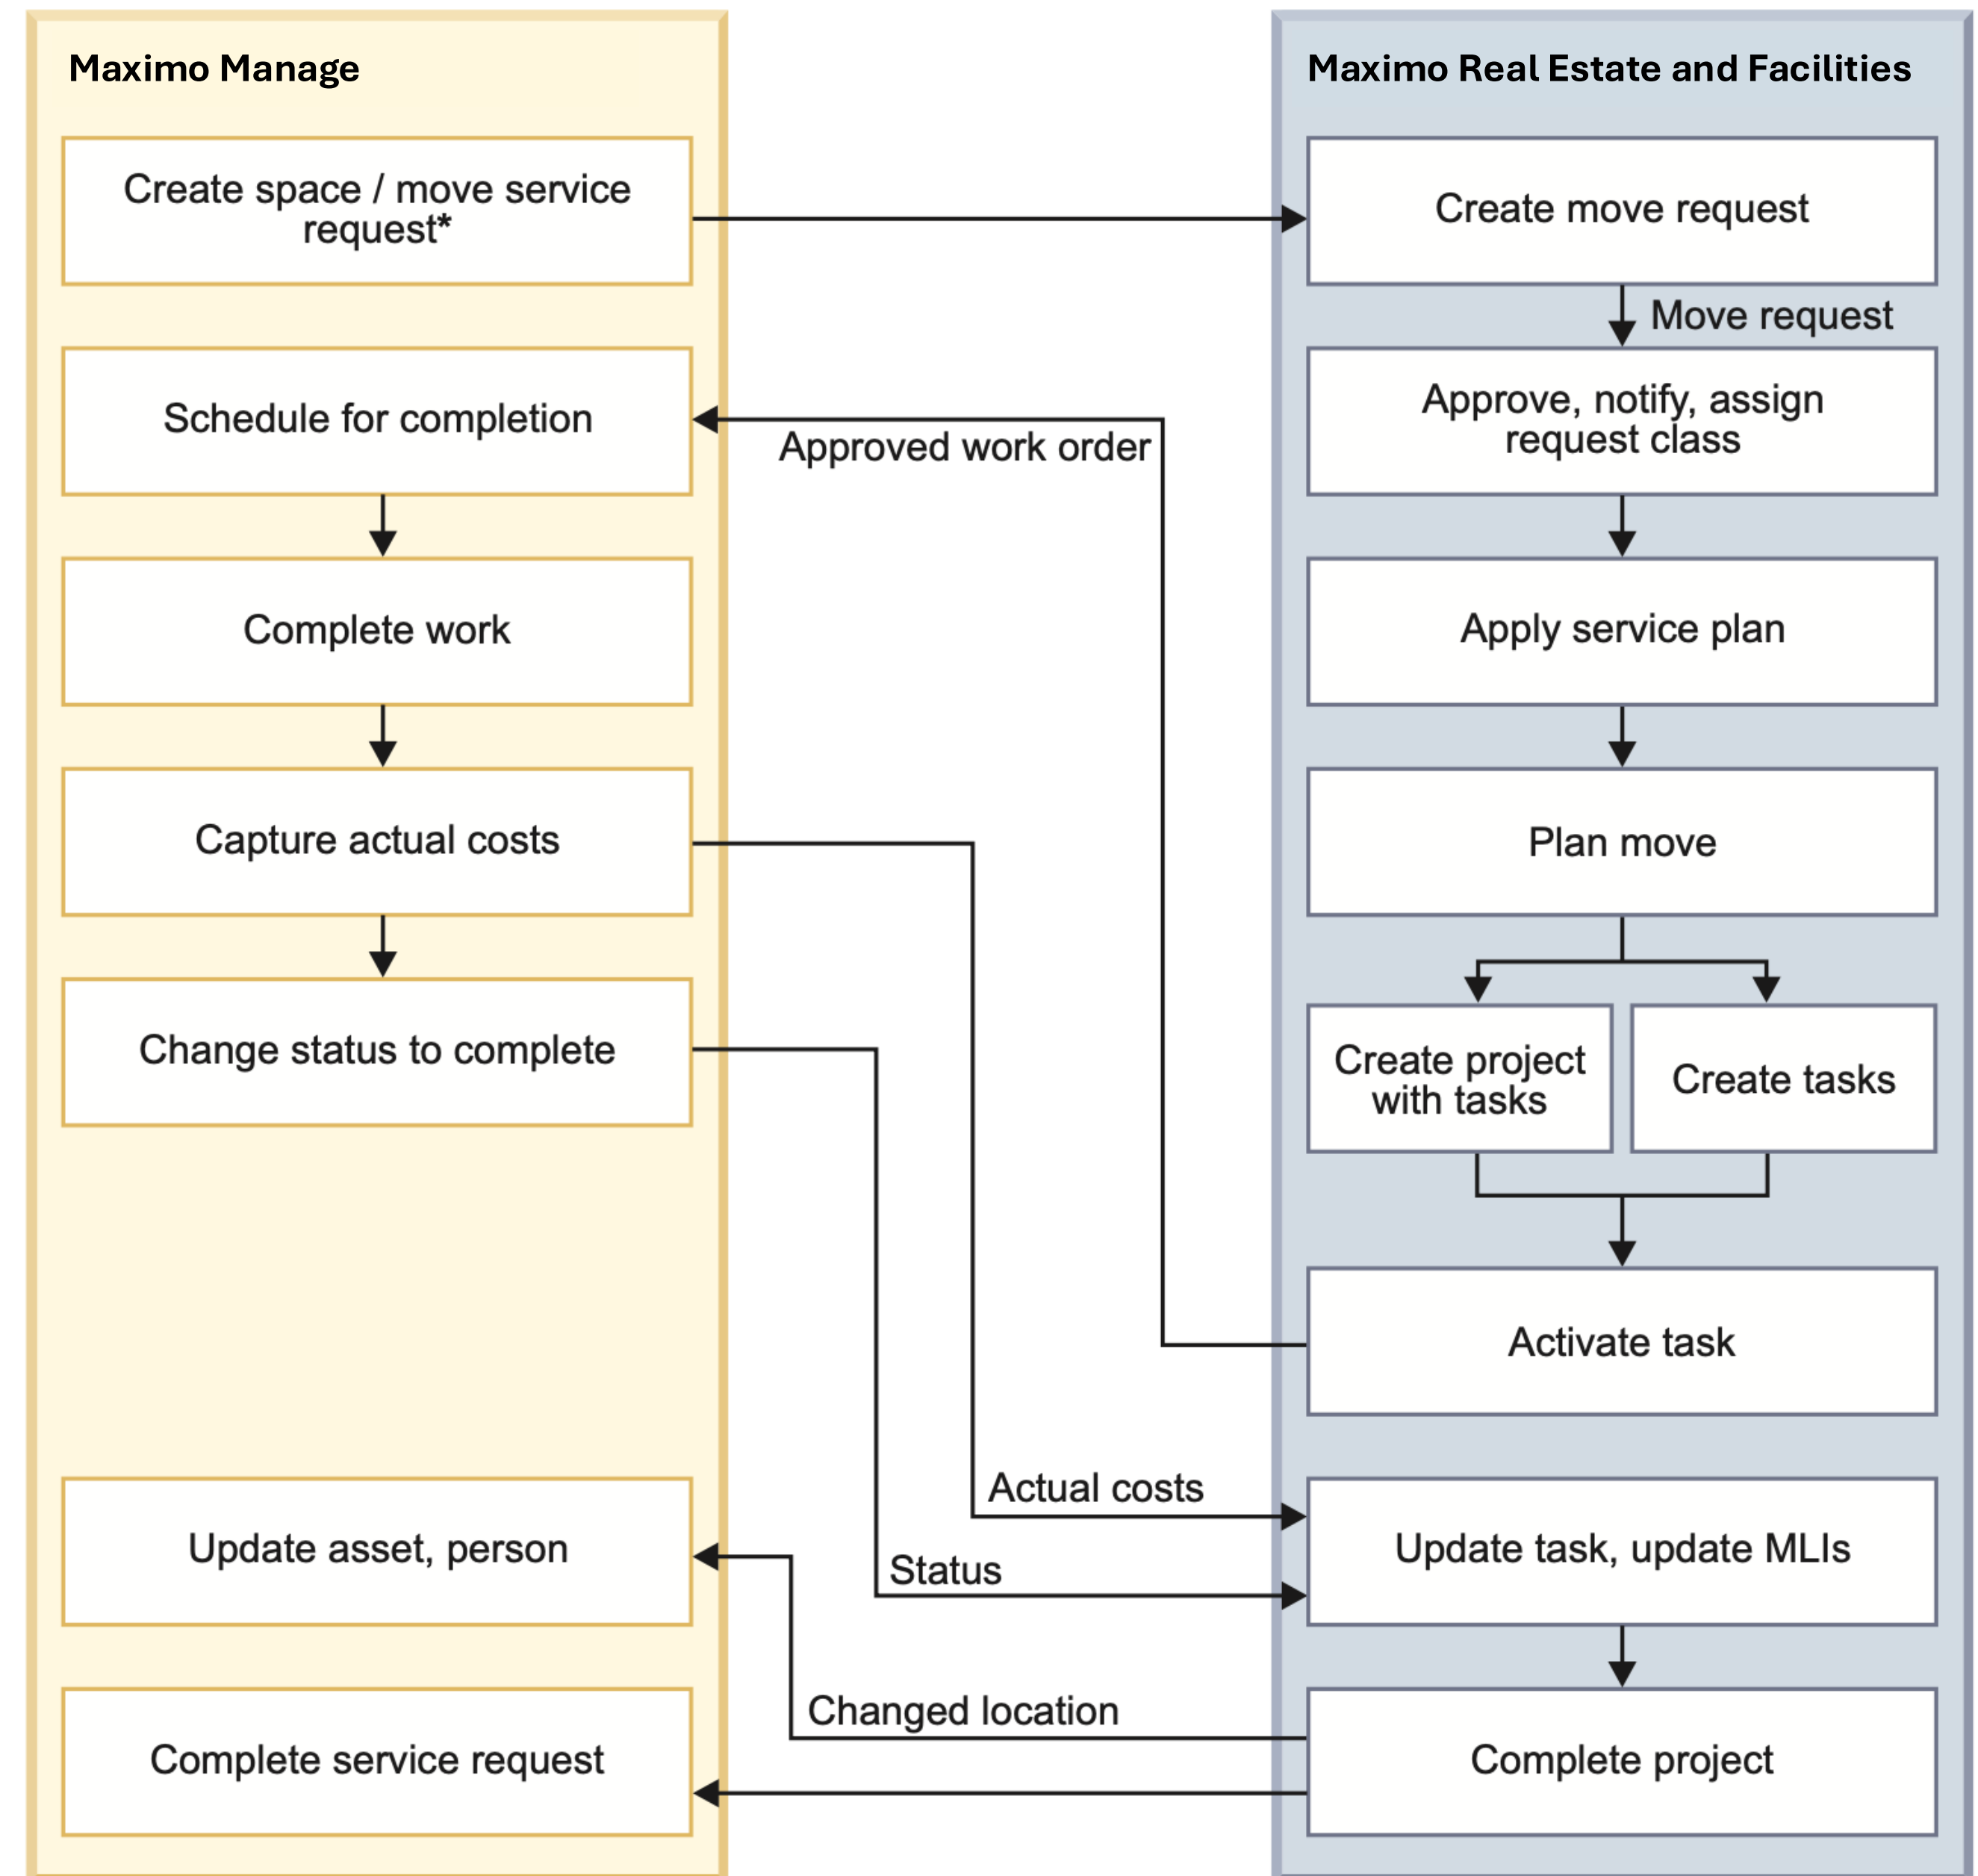 Maximo Manage
Create space / move service
request*
Schedule for completion
Complete work
Capture actual costs
Change status to complete
Update asset, person
Complete service request
Approved work order
Actual costs
Status
Changed location
Maximo Real Estate and Facilities
Create move request
Move request
Approve, notify, assign
request class
Apply service plan
Plan move
Create project
with tasks
Create tasks
Activate task
Update task, update MLIs
Complete project